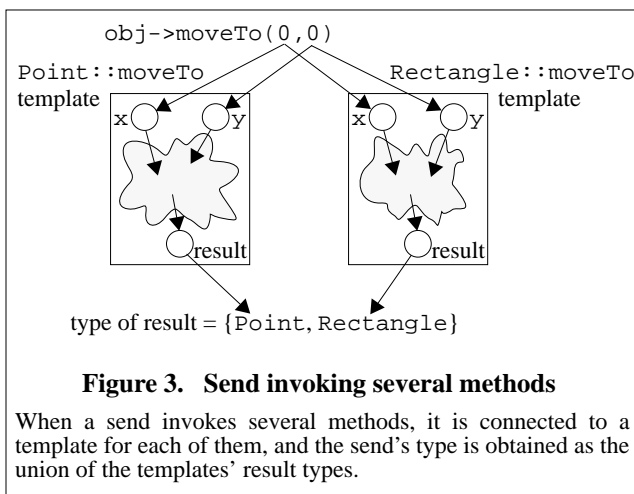 obj->moveTo(0,0)
Point::moveTo
template
Rectangle::moveTo
template
x
y
result
x
y
result
type of result = {Point, Rectangle}
Figure 3. Send invoking several methods
When a send invokes several methods, it is connected to a
template for each of them, and the send's type is obtained as the
union of the templates' result types.